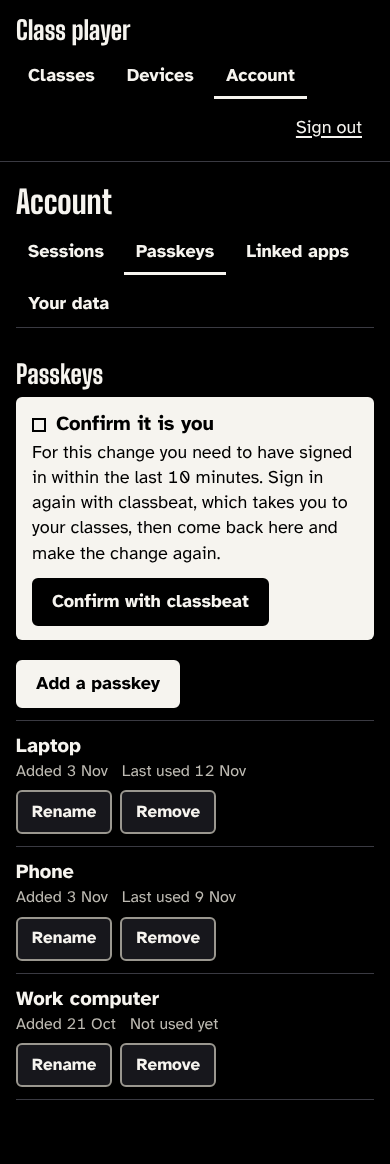 Class player
Classes Devices Account
Sign out
Account
Sessions Passkeys Linked apps
Your data
Passkeys
Confirm it is you
For this change you need to have signed
in within the last 10 minutes. Sign in
again with classbeat, which takes you to
your classes, then come back here and
make the change again.
Confirm with classbeat
Add a passkey
Laptop
Added 3 Nov Last used 12 Nov
Rename Remove
Phone
Added 3 Nov Last used 9 Nov
Rename Remove
Work computer
Added 21 Oct Not used yet
Rename Remove